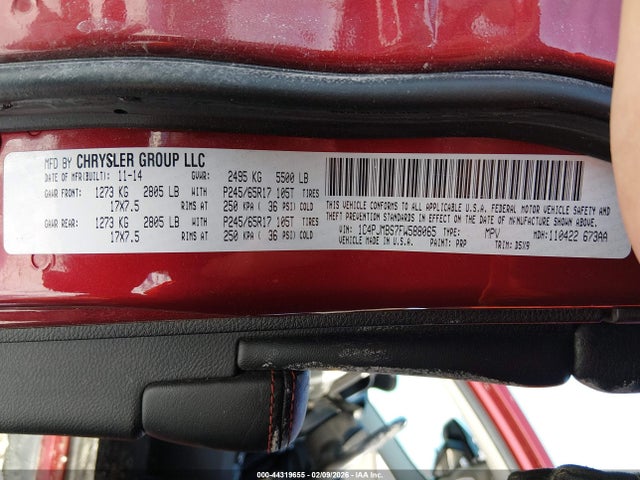 MFD BY CHRYSLER GROUP LLC
DATE OF MFR(BUILT): 11-14 GVWR: 2495 KG 5500 LB
GAWR FRONT: 1273 KG 2805 LB WITH P245/65R17 105T TIRES
17X7.5 RIMS AT 250 KPA ( 36 PSI) COLD
GAWR REAR: 1273 KG 2805 LB WITH P245/65R17 105T TIRES
17X7.5 RIMS AT 250 KPA ( 36 PSI) COLD
THIS VEHICLE CONFORMS TO ALL APPLICABLE U.S.A. FEDERAL MOTOR VEHICLE SAFETY AND
THEFT PREVENTION STANDARDS IN EFFECT ON THE DATE OF MANUFACTURE SHOWN ABOVE
VIN: 1C4PJMBS7FW588065 TYPE: MPV MDH: 110422 673AA
VEHICLE MADE IN U.S.A. PAINT: PRP TRIM: DSX9
000-44319655 - 02/09/2026 - IAA Inc.